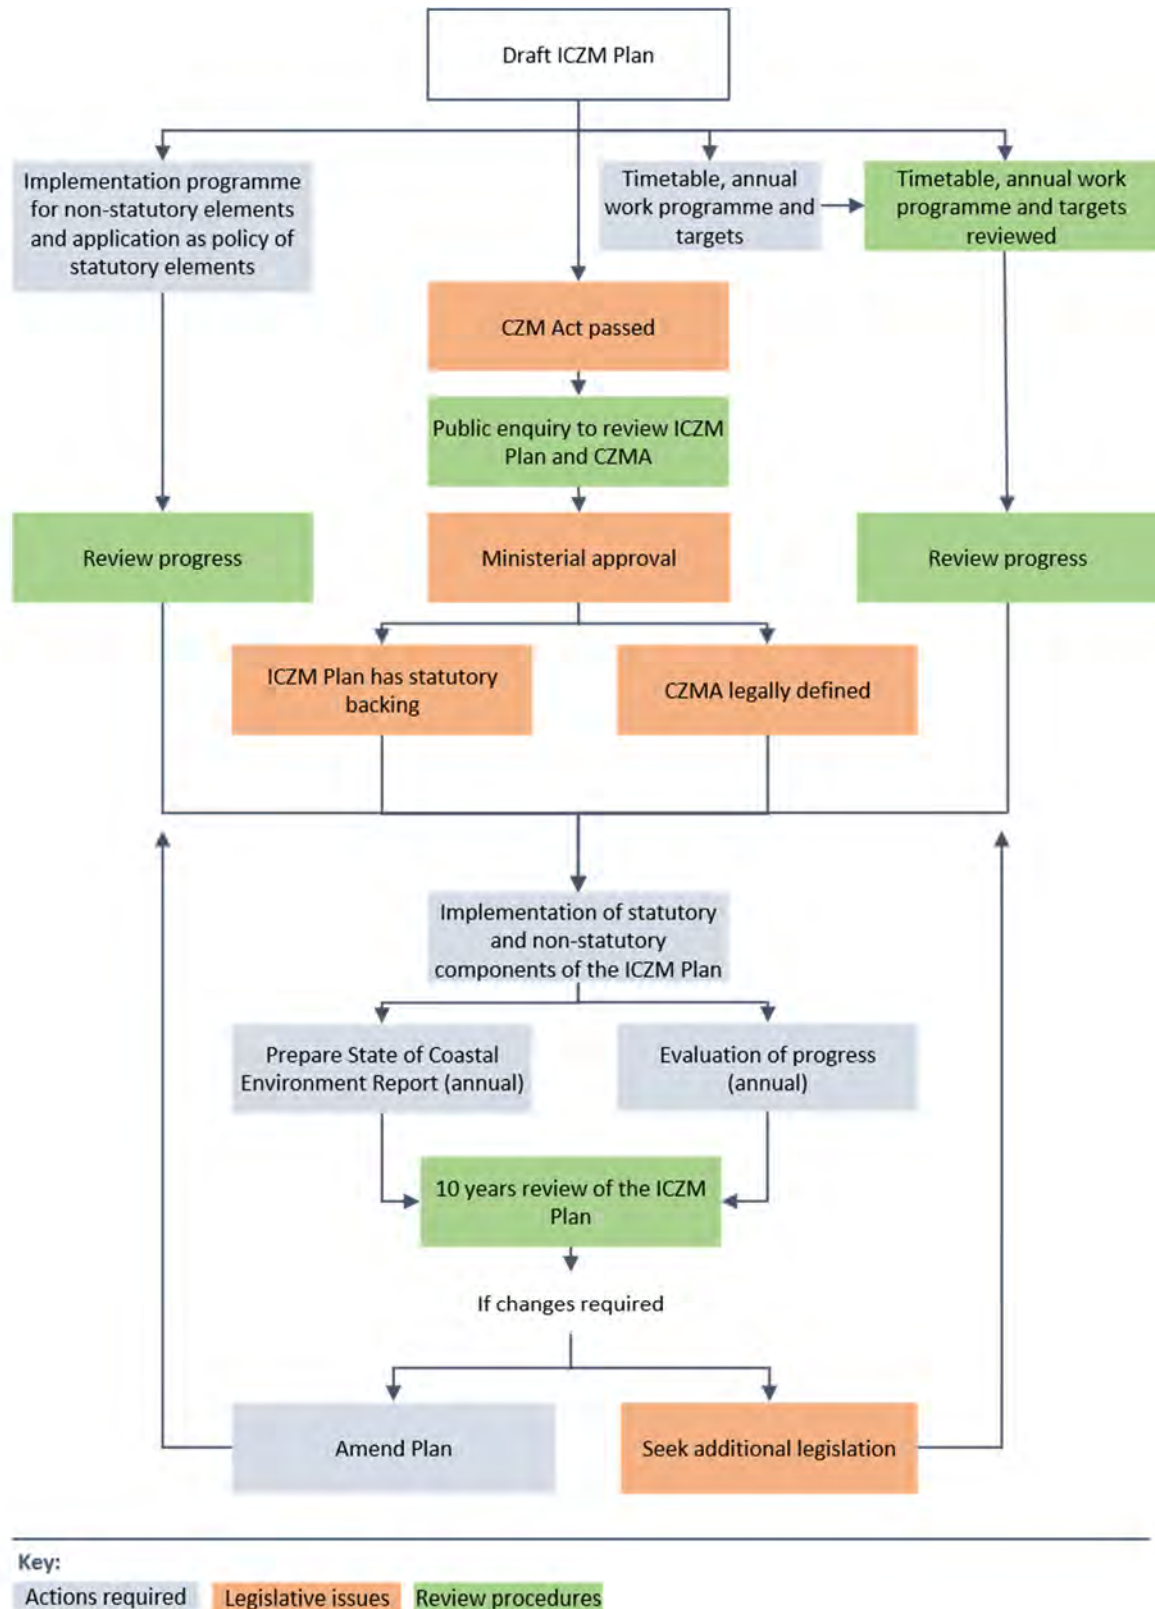 Draft ICZM Plan
Implementation programme
for non-statutory elements
and application as policy of
statutory elements
Timetable, annual
work programme and
targets
Timetable, annual work
programme and targets
reviewed
CZM Act passed
Public enquiry to review ICZM
Plan and CZMA
Review progress
Ministerial approval
Review progress
ICZM Plan has statutory
backing
CZMA legally defined
Implementation of statutory
and non-statutory
components of the ICZM Plan
Prepare State of Coastal
Environment Report (annual)
Evaluation of progress
(annual)
10 years review of the ICZM
Plan
If changes required
Amend Plan
Seek additional legislation
Key:
Actions required
Legislative issues
Review procedures